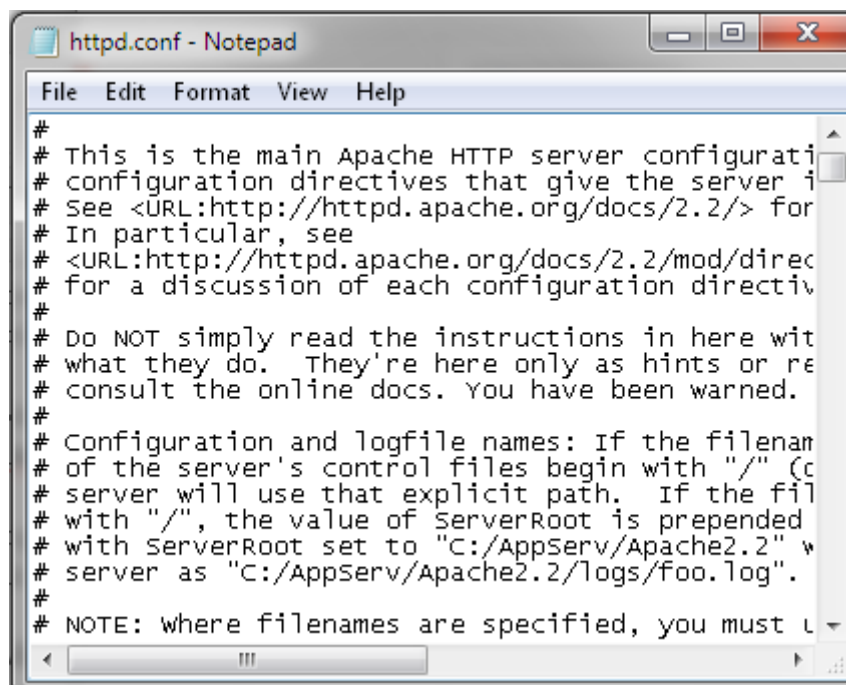 httpd.conf - Notepad
File Edit Format View Help
#
# This is the main Apache HTTP server configurati
# configuration directives that give the server i
# See <URL:http://httpd.apache.org/docs/2.2/> for
# In particular, see
# <URL:http://httpd.apache.org/docs/2.2/mod/direc
# for a discussion of each configuration directiv
#
# Do NOT simply read the instructions in here wit
# what they do.  They're here only as hints or re
# consult the online docs. You have been warned.
#
# Configuration and logfile names: If the filenam
# of the server's control files begin with "/" (o
# server will use that explicit path.  If the fil
# with "/", the value of ServerRoot is prepended
# with ServerRoot set to "C:/AppServ/Apache2.2" w
# server as "C:/AppServ/Apache2.2/logs/foo.log".
#
# NOTE: Where filenames are specified, you must u